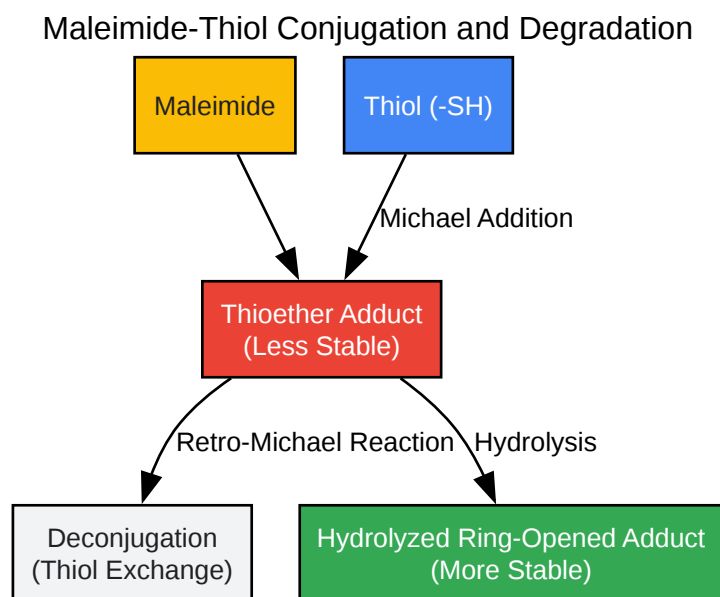 Maleimide-Thiol Conjugation and Degradation
Maleimide
Thiol (-SH)
Michael Addition
Thioether Adduct
(Less Stable)
Retro-Michael Reaction
Hydrolysis
Deconjugation
(Thiol Exchange)
Hydrolyzed Ring-Opened Adduct
(More Stable)